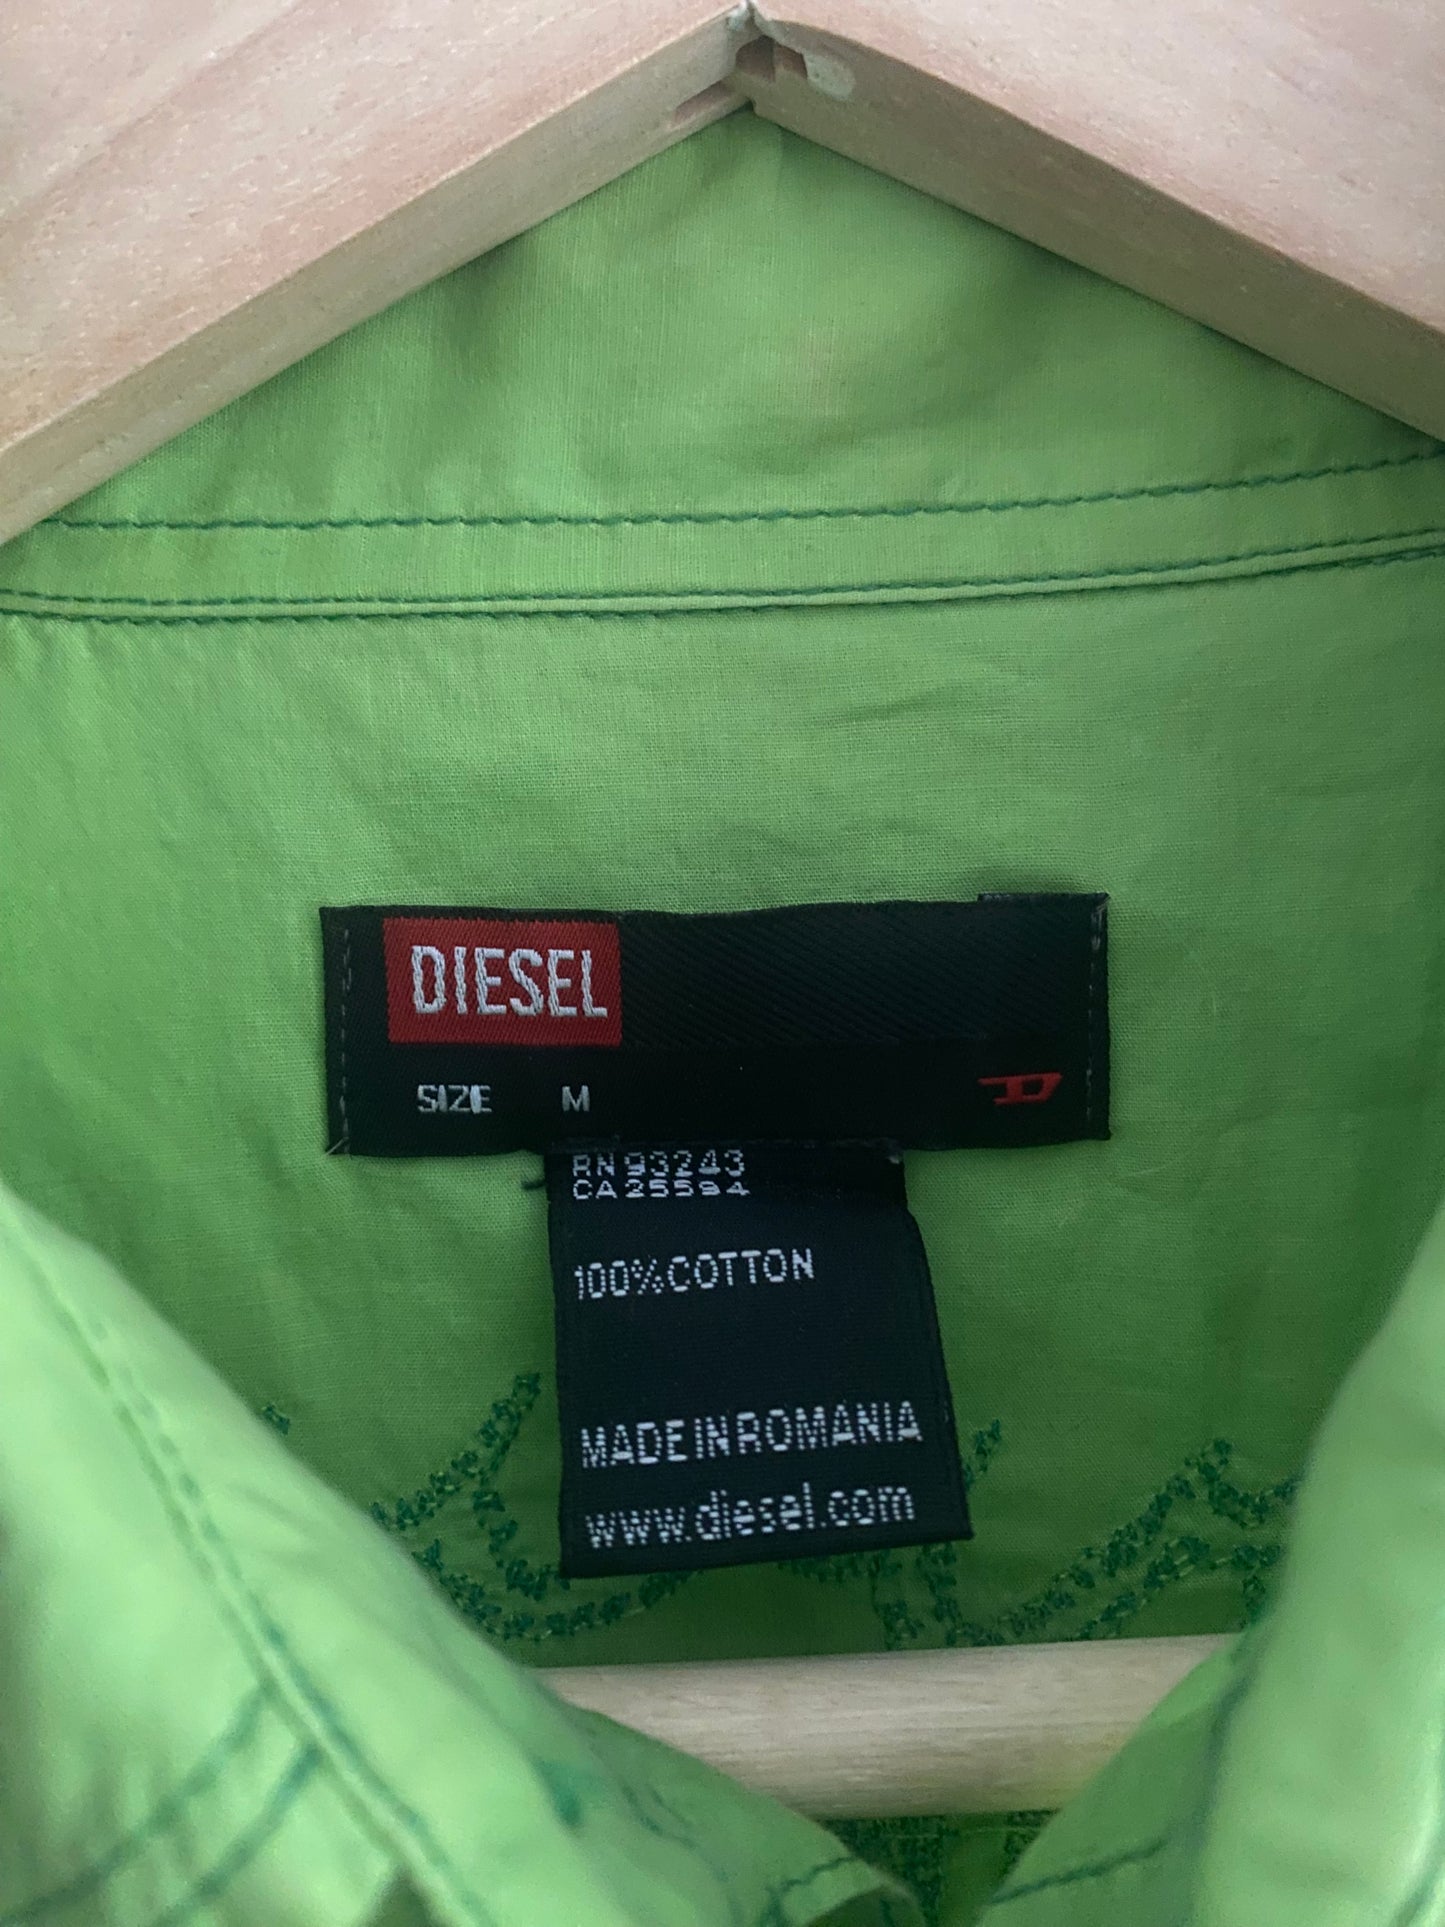 DIESEL
SIZE M
RN 93243
CA 25594
100% COTTON
MADE IN ROMANIA
www.diesel.com